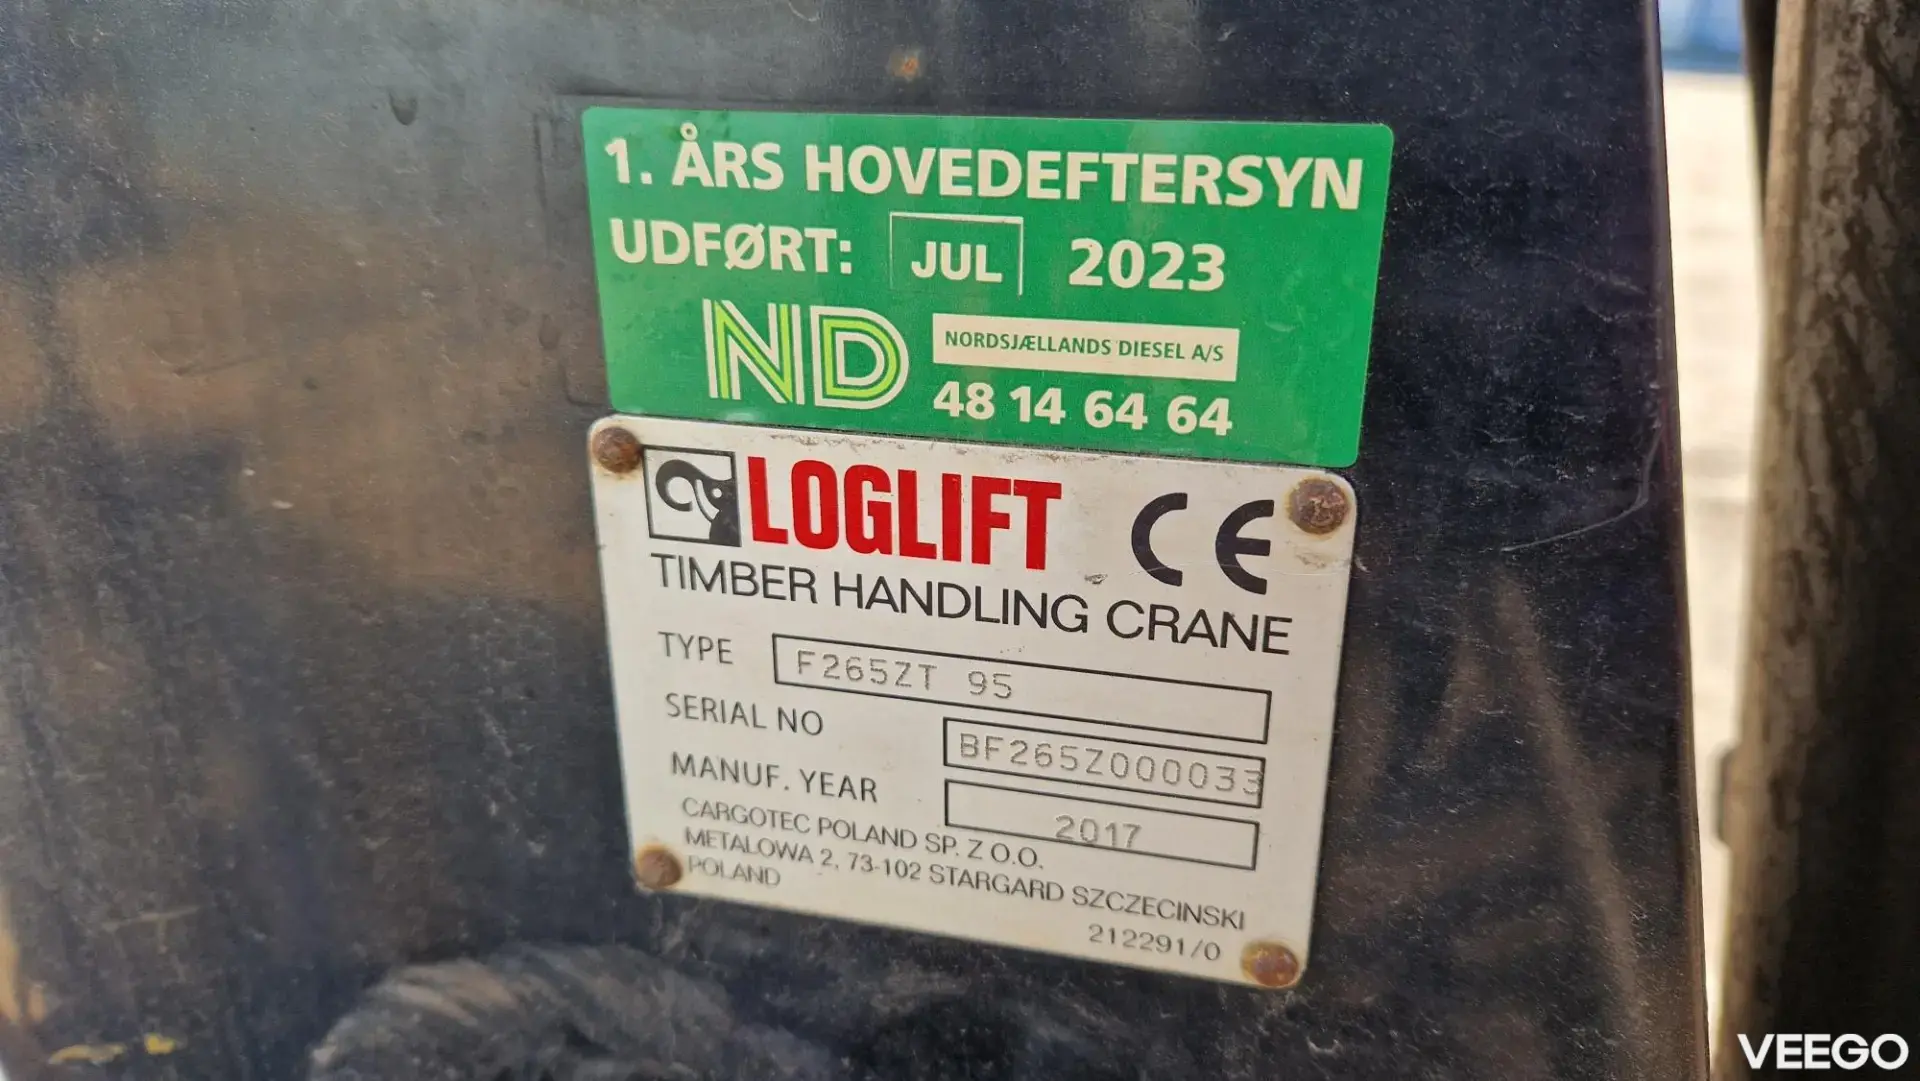 1. ÅRS HOVEDEFTERSYN
UDFØRT: JUL 2023
ND NORDSJÆLLANDS DIESEL A/S
48 14 64 64
LOGLIFT CE
TIMBER HANDLING CRANE
TYPE F265ZT 95
SERIAL NO BF265Z000033
MANUF. YEAR 2017
CARGOTEC POLAND SP. Z O.O.
METALOWA 2, 73-102 STARGARD SZCZECINSKI
POLAND
212291/0
VEEGO